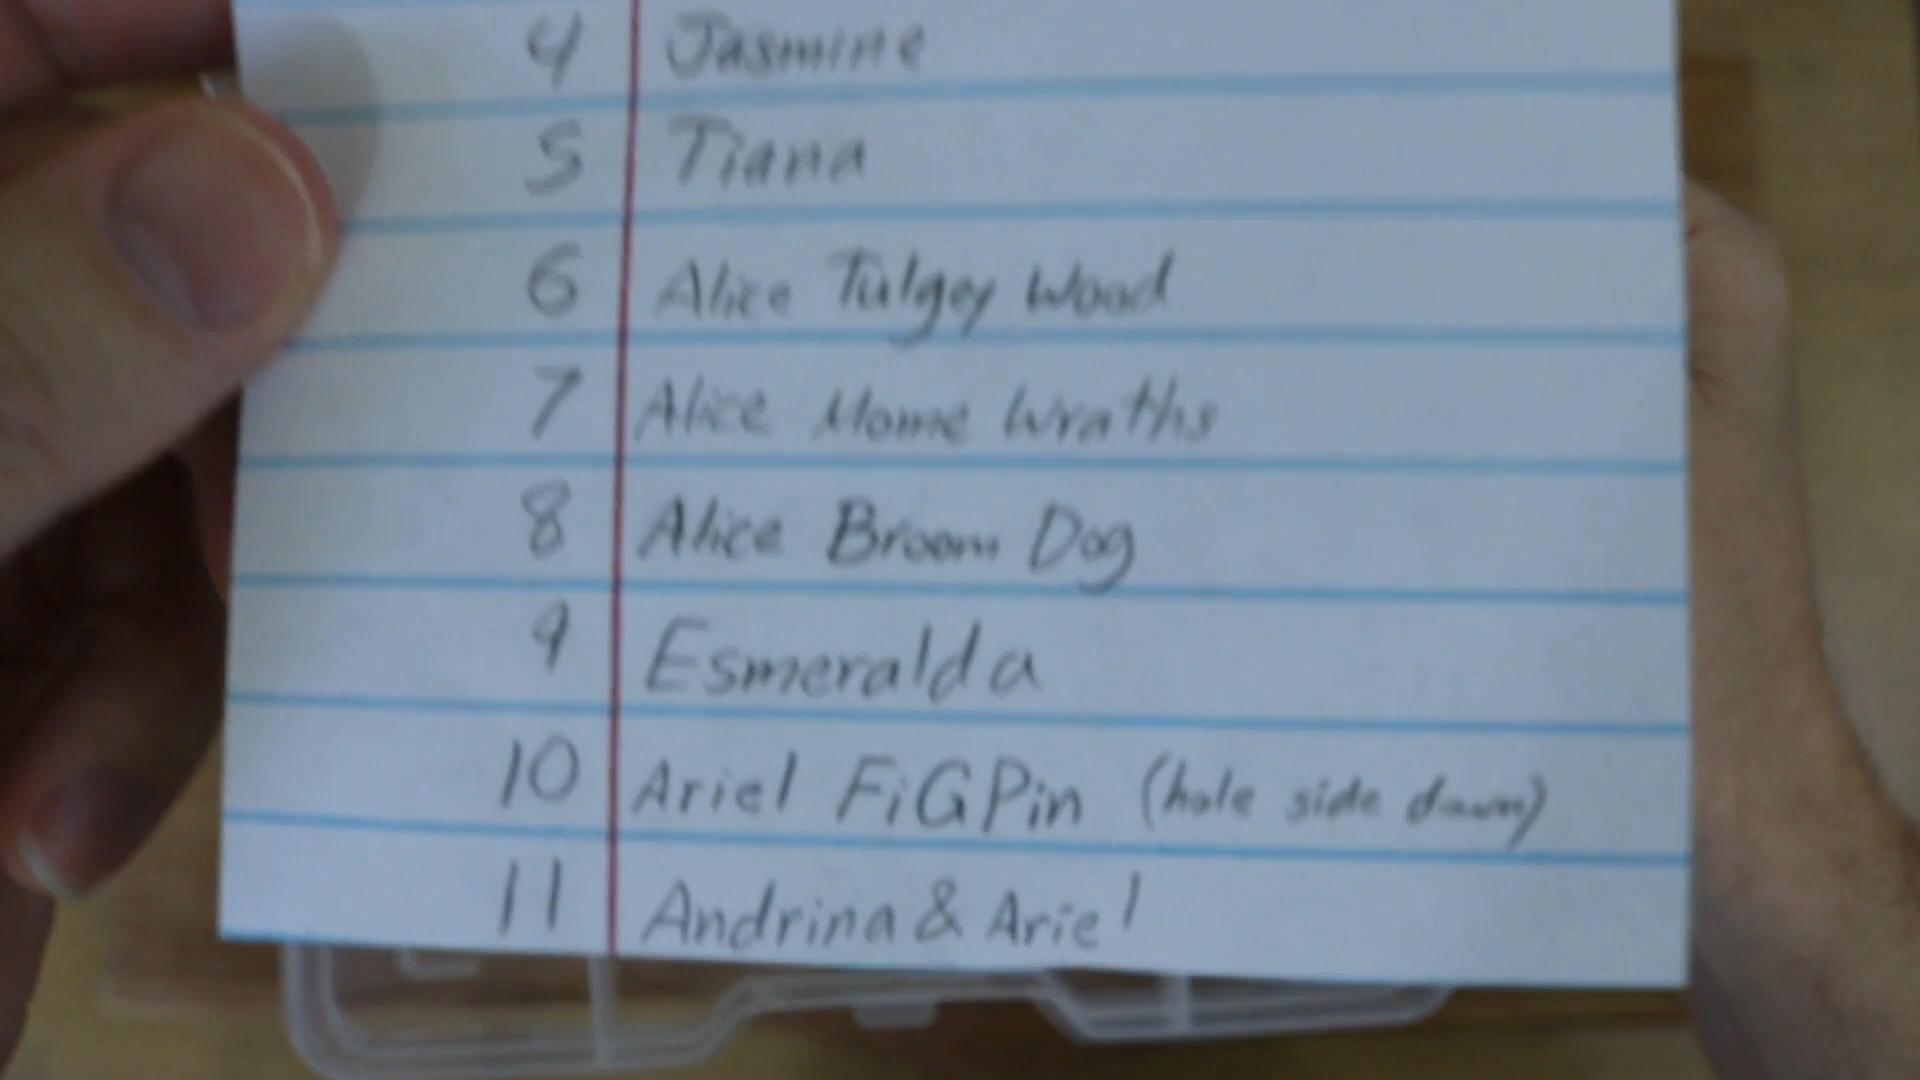 4 Jasmine
5 Tiana
6 Alice Tulgey Wood
7 Alice Mome Wraths
8 Alice Broom Dog
9 Esmeralda
10 Ariel FiGPin (hole side down)
11 Andrina & Ariel